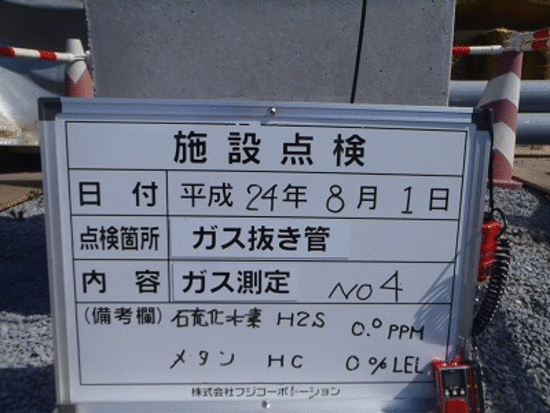 施設点検
日付 平成24年8月1日
点検箇所 ガス抜き管
内容 ガス測定 NO4
(備考欄) 石硫化水素 H2S 0.0PPM
メタン HC 0%LEL
株式会社フジコーポレーション